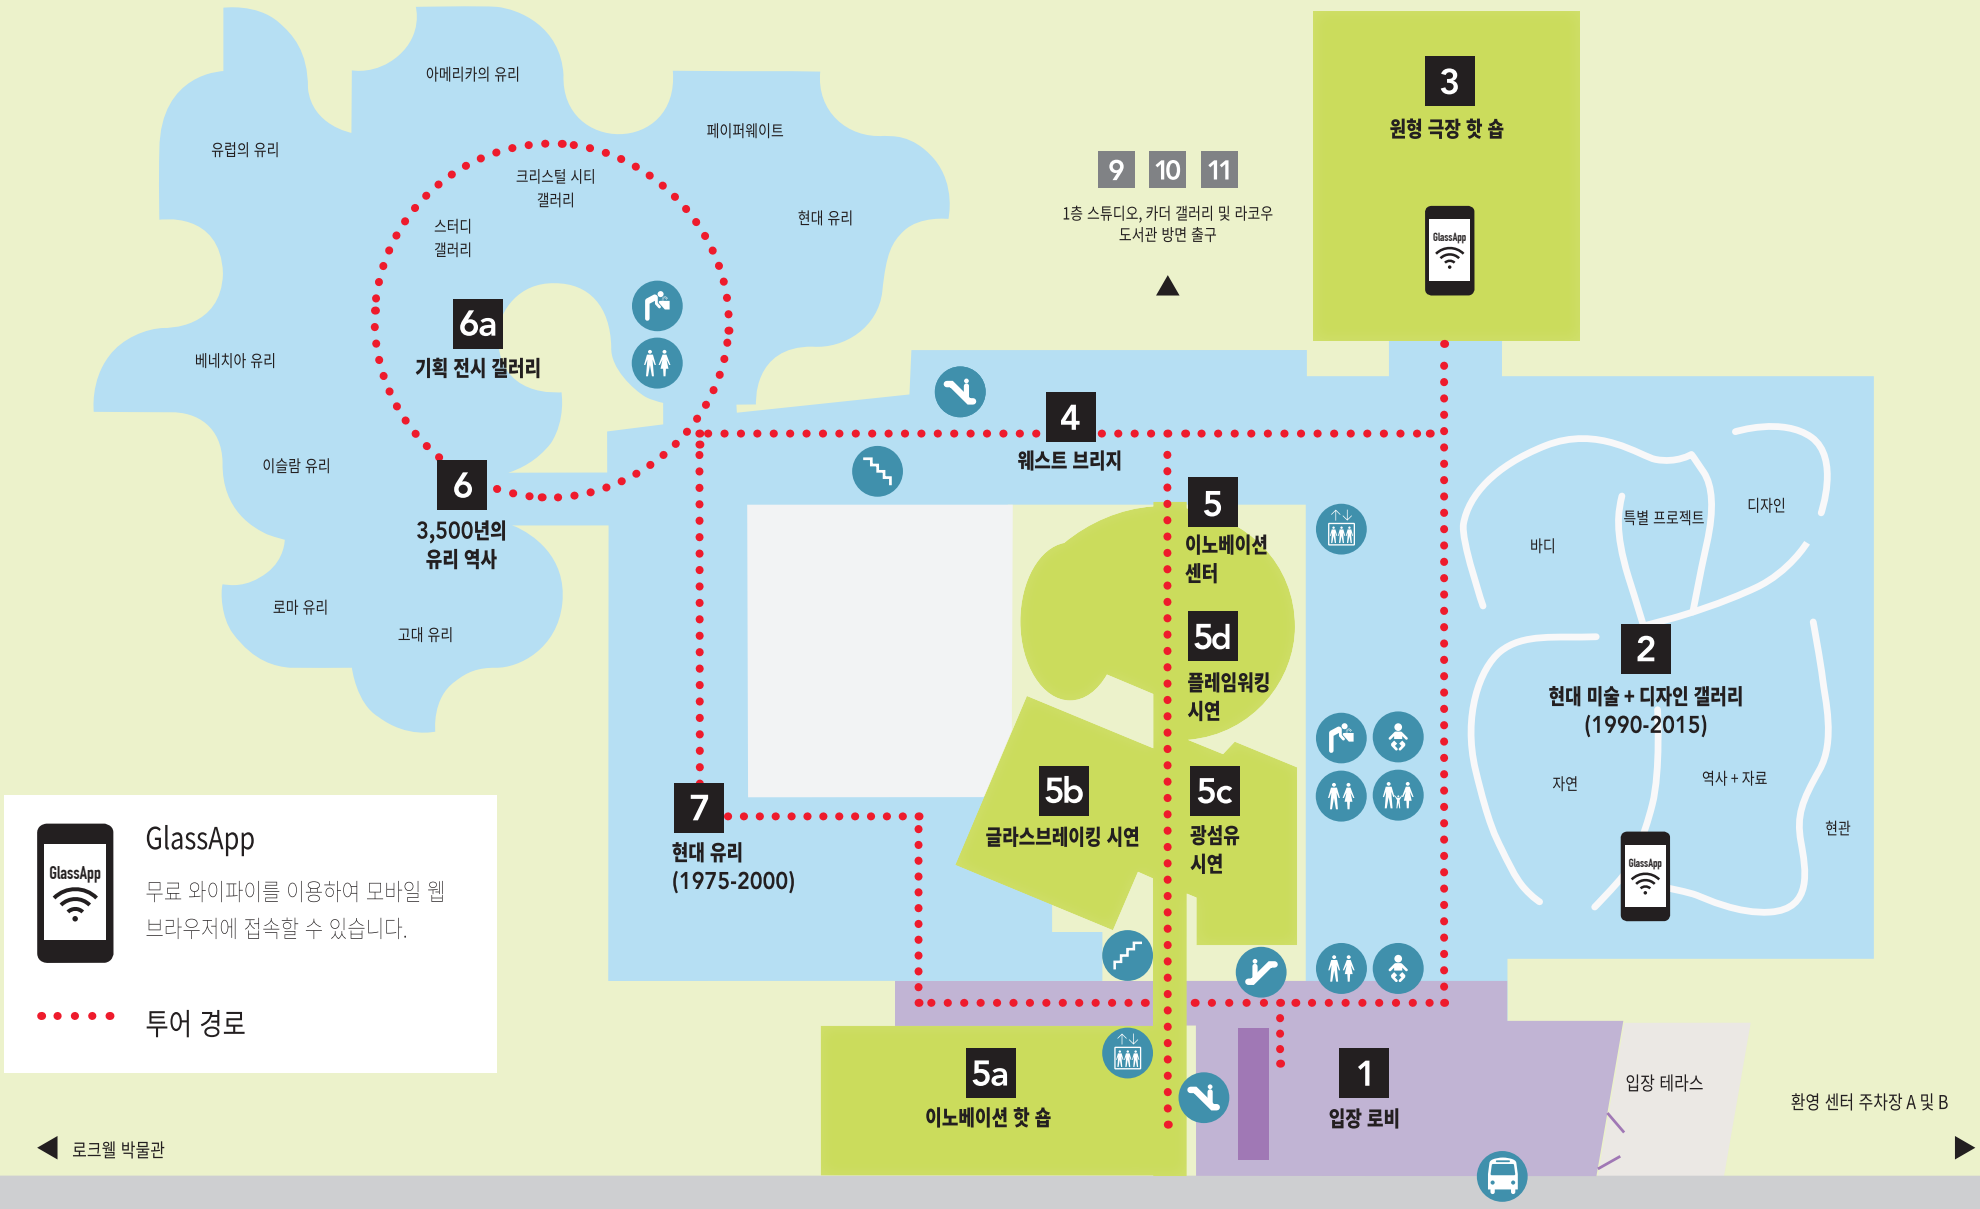 아메리카의 유리
유럽의 유리
페이퍼웨이트
크리스털 시티
갤러리
스터디
갤러리
현대 유리
6a
기획 전시 갤러리
베네치아 유리
이슬람 유리
6
3,500년의
유리 역사
로마 유리
고대 유리
9 10 11
1층 스튜디오, 카더 갤러리 및 라코우
도서관 방면 출구
3
원형 극장 핫 숍
GlassApp
4
웨스트 브리지
5
이노베이션
센터
5d
플레임워킹
시연
5b
글라스브레이킹 시연
5c
광섬유
시연
7
현대 유리
(1975-2000)
디자인
특별 프로젝트
바디
2
현대 미술 + 디자인 갤러리
(1990-2015)
자연
역사 + 자료
현관
GlassApp
GlassApp
GlassApp
무료 와이파이를 이용하여 모바일 웹
브라우저에 접속할 수 있습니다.
투어 경로
5a
이노베이션 핫 숍
1
입장 로비
입장 테라스
환영 센터 주차장 A 및 B
로크웰 박물관